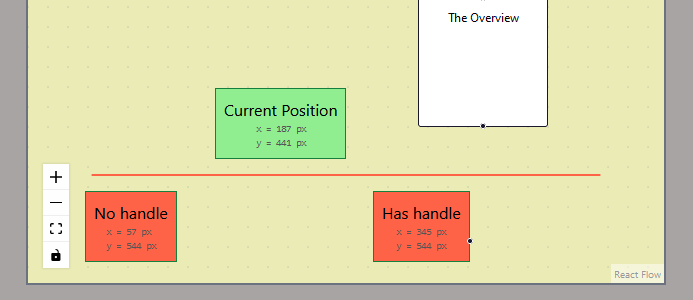 The Overview
Current Position
x = 187 px
y = 441 px
No handle
x = 57 px
y = 544 px
Has handle
x = 345 px
y = 544 px
React Flow